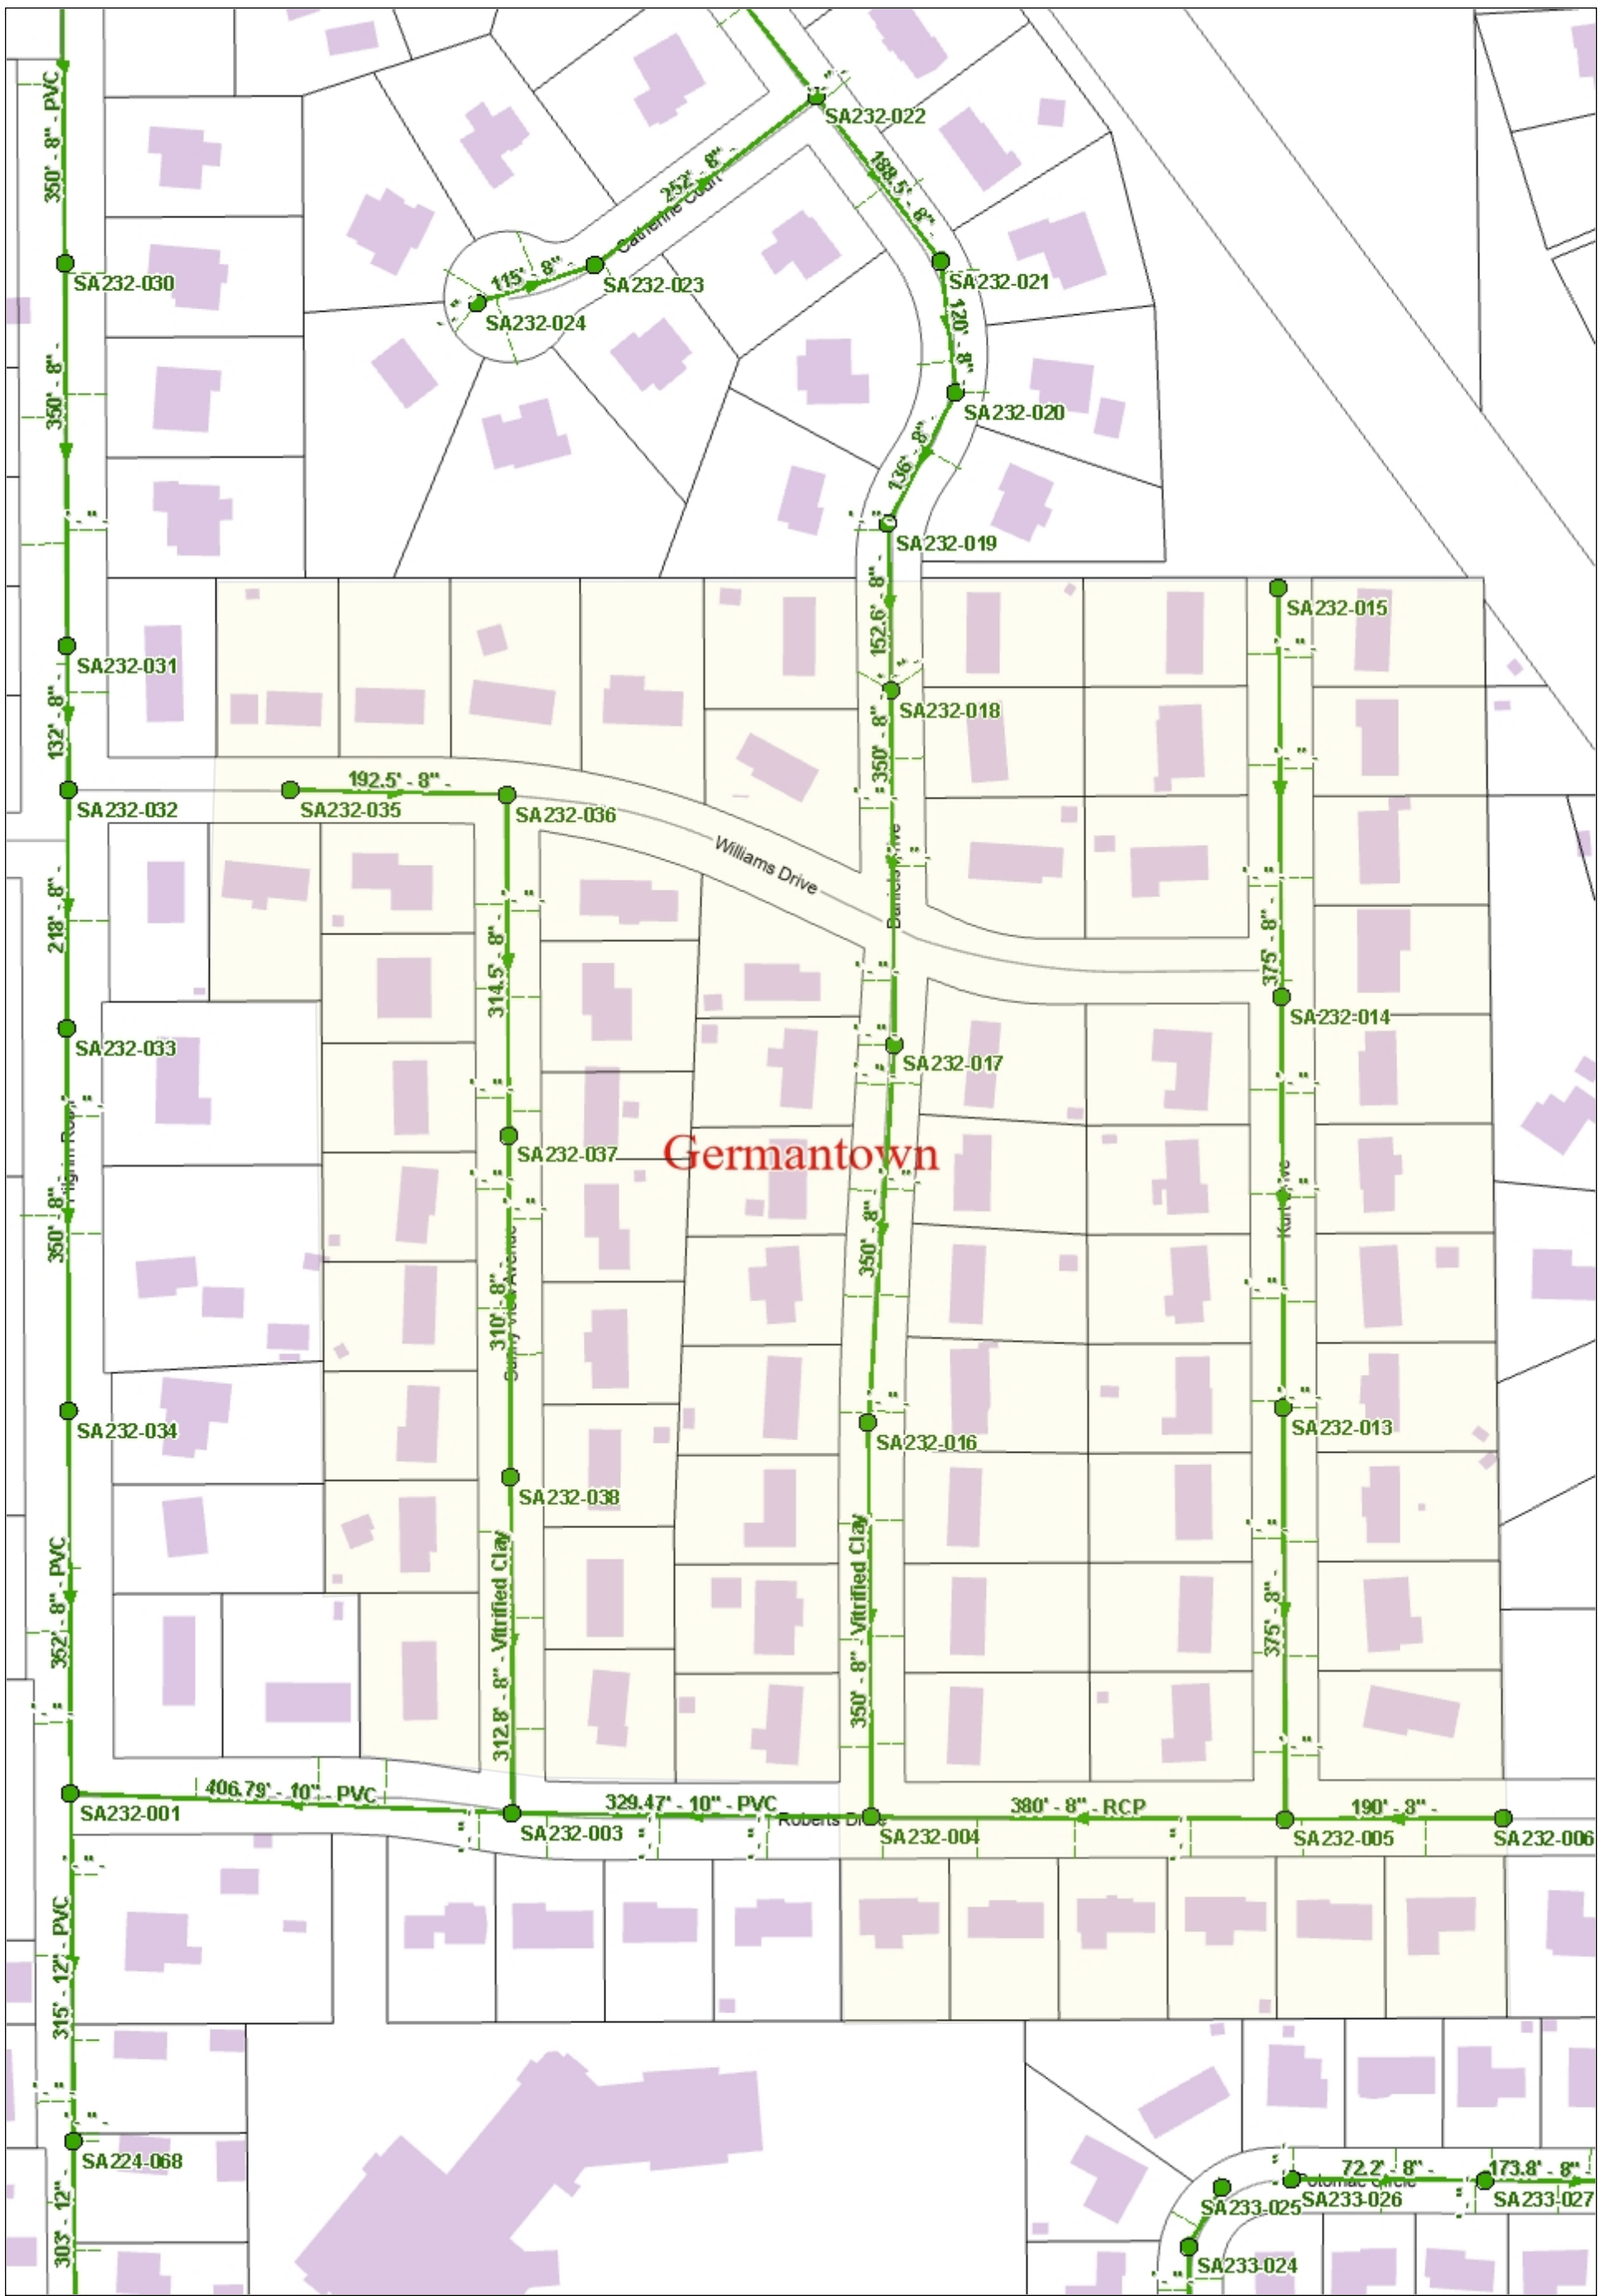 350' - 8" - PVC
SA232-022
188.5' - 8"
252' - 8"
Catherine Court
SA232-030
115' - 8"
SA232-023
SA232-021
SA232-024
120' - 8"
350' - 8" -
SA232-020
136' - 8"
SA232-019
152.6' - 8" -
SA232-015
SA232-031
SA232-018
132' - 8" -
350' - 8" -
192.5' - 8" -
SA232-032
SA232-035
SA232-036
Williams Drive
218' - 8" -
314.5' - 8" -
375' - 8" -
SA232-014
SA232-033
SA232-017
SA232-037
Germantown
350' - 8" -
310' - 8" -
Sunny View Avenue
350' - 8" -
SA232-034
SA232-016
SA232-013
SA232-038
352' - 8" - PVC
312.8' - 8" - Vitrified Clay
350' - 8" - Vitrified Clay
375' - 8" -
406.79' - 10" - PVC
329.47' - 10" - PVC
380' - 8" - RCP
190' - 8" -
SA232-001
SA232-003
Roberts Drive
SA232-004
SA232-005
SA232-006
315' - 12" - PVC
SA224-068
303' - 12" -
72.2' - 8" -
173.8' - 8" -
Potomac Circle
SA233-025
SA233-026
SA233-027
SA233-024